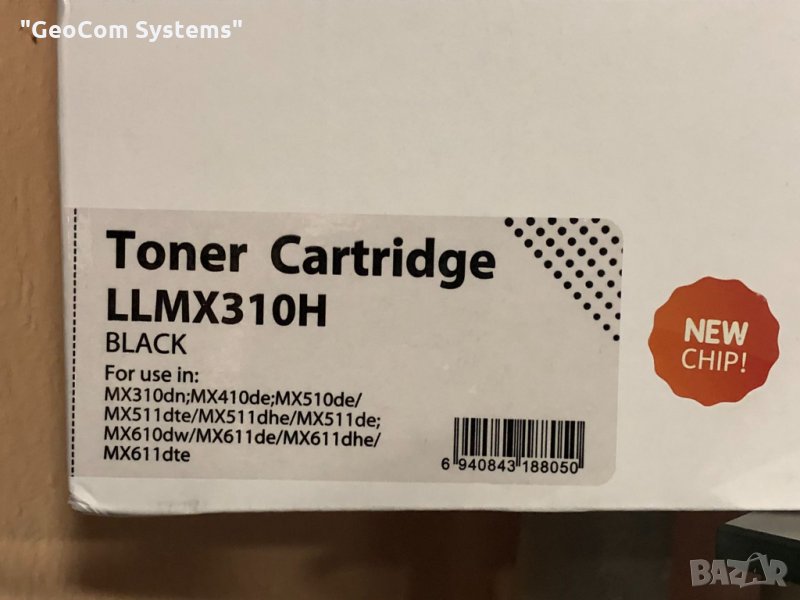 "GeoCom Systems"
Toner Cartridge
LLMX310H
BLACK
For use in:
MX310dn;MX410de;MX510de/
MX511dte/MX511dhe/MX511de;
MX610dw/MX611de/MX611dhe/
MX611dte
6 940843 188050
NEW
CHIP!
BAZAR